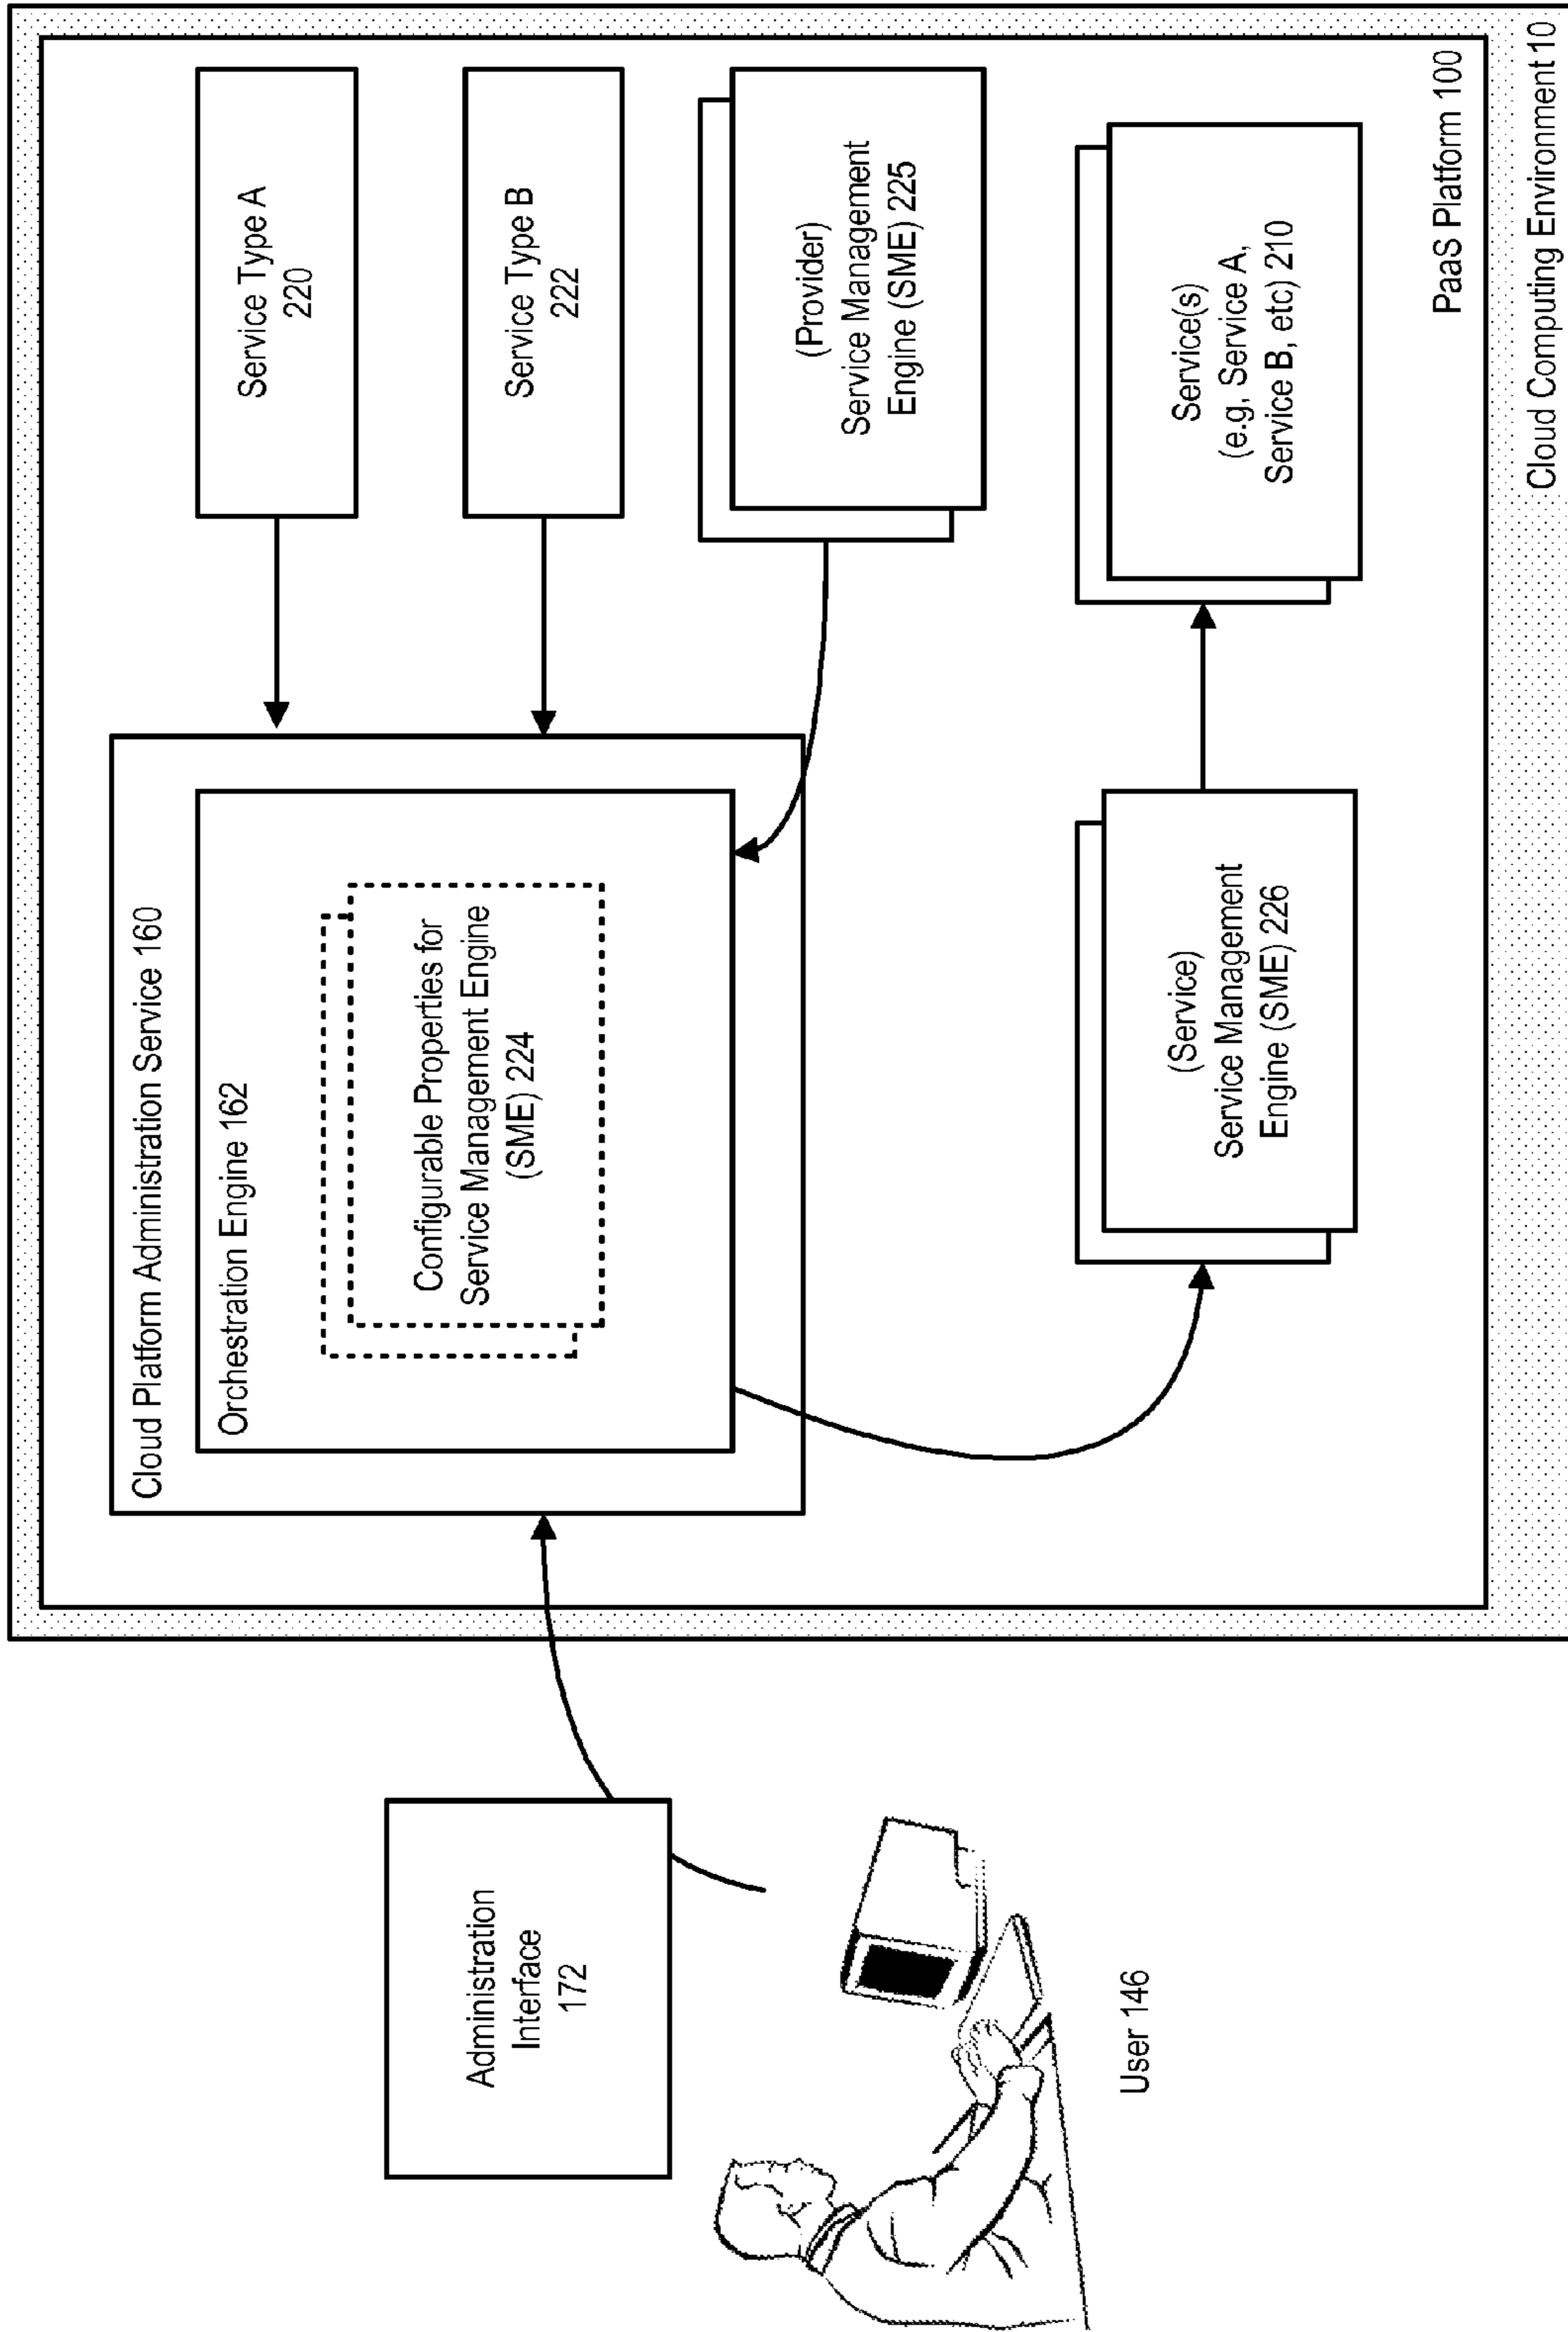 Cloud Platform Administration Service 160
Orchestration Engine 162
Configurable Properties for
Service Management Engine
(SME) 224
Service Type A
220
Service Type B
222
(Provider)
Service Management
Engine (SME) 225
Administration
Interface
172
User 146
(Service)
Service Management
Engine (SME) 226
Service(s)
(e.g, Service A,
Service B, etc) 210
PaaS Platform 100
Cloud Computing Environment 10